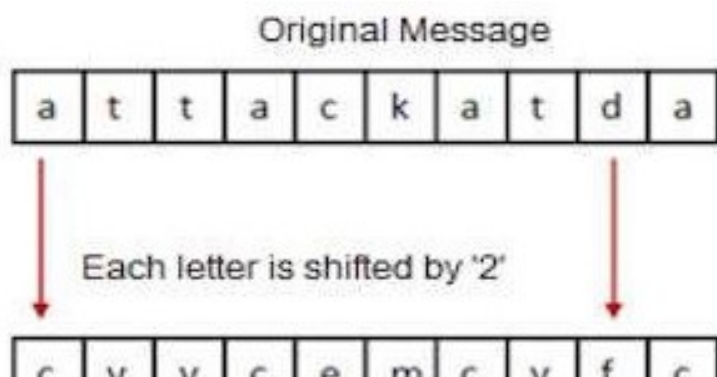 Original Message
a t t a c k a t d a
Each letter is shifted by '2'
c v v c e m c v f c